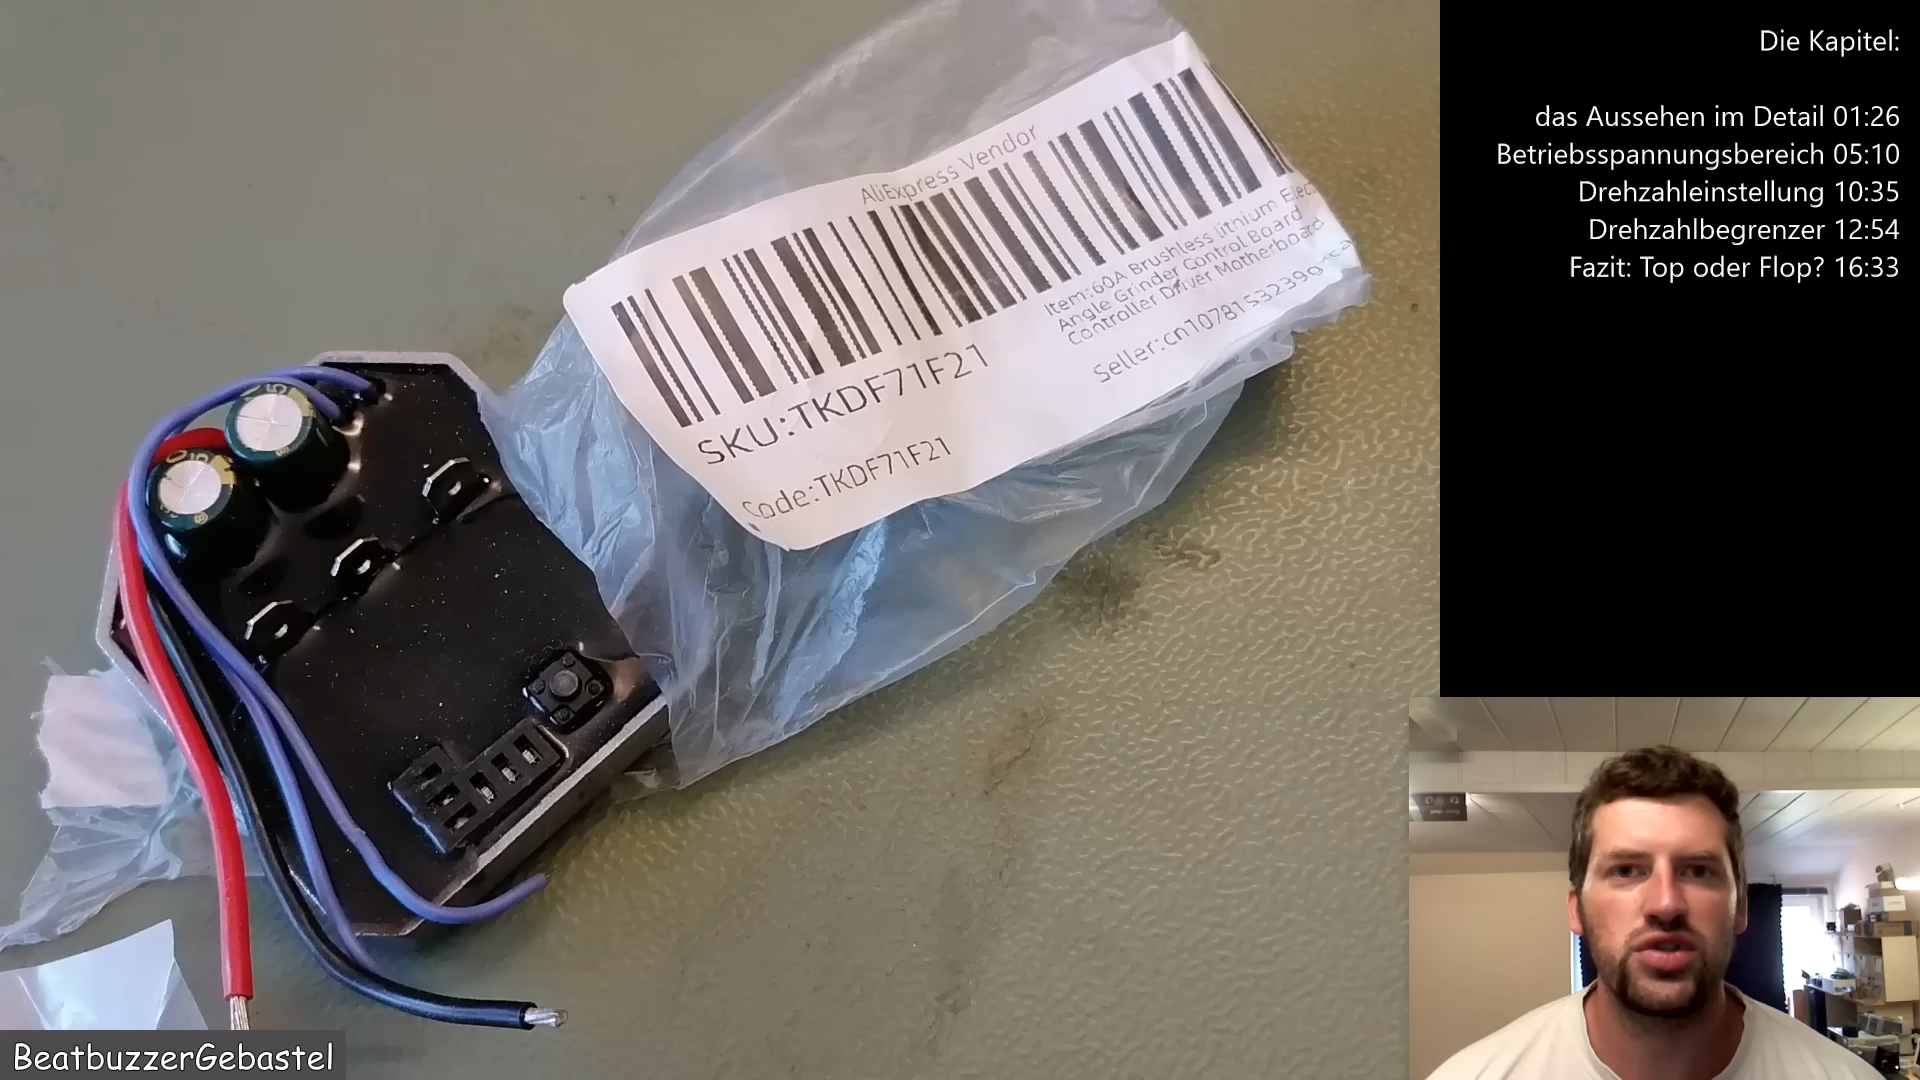 AliExpress Vendor
Item:60A Brushless lithium Elec
Angle Grinder Control Board
Controller Driver Motherboard
SKU:TKDF71F21
Seller:cn1078153239
Code:TKDF71F21
Die Kapitel:
das Aussehen im Detail 01:26
Betriebsspannungsbereich 05:10
Drehzahleinstellung 10:35
Drehzahlbegrenzer 12:54
Fazit: Top oder Flop? 16:33
BeatbuzzerGebastel